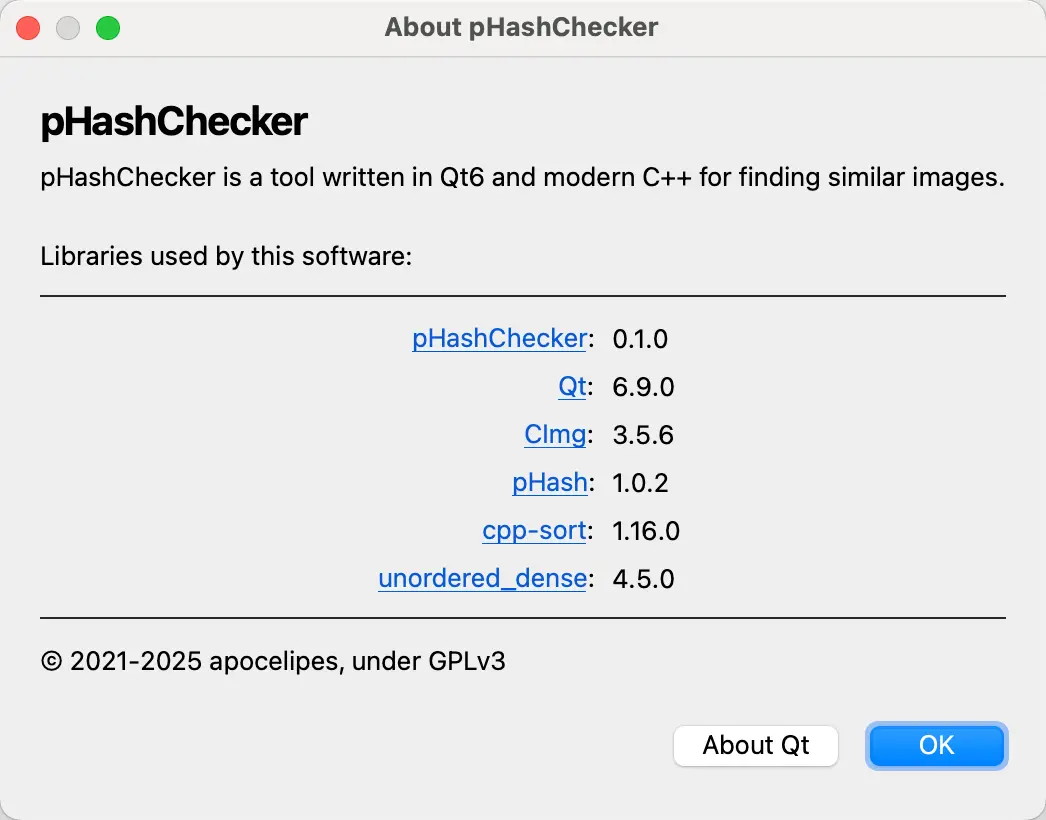 About pHashChecker
pHashChecker
pHashChecker is a tool written in Qt6 and modern C++ for finding similar images.
Libraries used by this software:
pHashChecker: 0.1.0
Qt: 6.9.0
CImg: 3.5.6
pHash: 1.0.2
cpp-sort: 1.16.0
unordered_dense: 4.5.0
© 2021-2025 apocelipes, under GPLv3
About Qt
OK